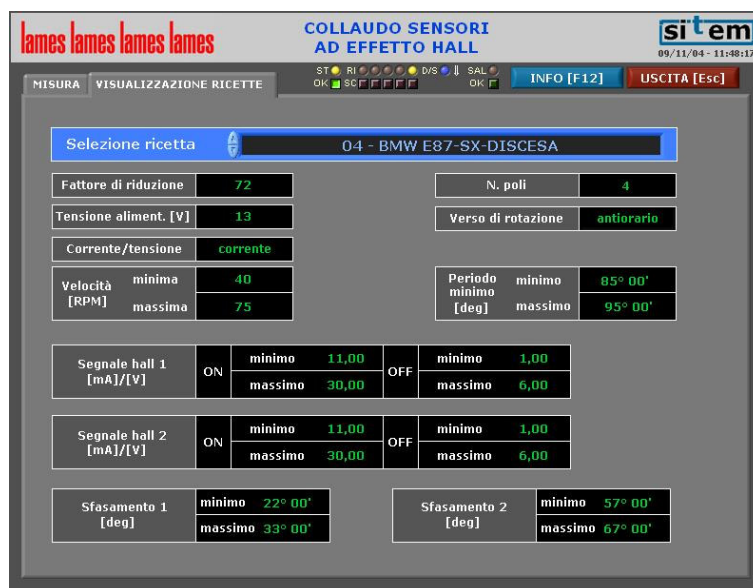 lames lames lames lames
COLLAUDO SENSORI
AD EFFETTO HALL
sitem
09/11/04 - 11:48:17
MISURA
VISUALIZZAZIONE RICETTE
ST RI D/S SAL
OK SC OK
INFO [F12]
USCITA [Esc]
Selezione ricetta 04 - BMW E87-SX-DISCESA
Fattore di riduzione 72
N. poli 4
Tensione aliment. [V] 13
Verso di rotazione antiorario
Corrente/tensione corrente
Velocità [RPM] minima 40
massima 75
Periodo minimo [deg] minimo 85° 00'
massimo 95° 00'
Segnale hall 1 [mA]/[V] ON minimo 11,00 OFF minimo 1,00
massimo 30,00 massimo 6,00
Segnale hall 2 [mA]/[V] ON minimo 11,00 OFF minimo 1,00
massimo 30,00 massimo 6,00
Sfasamento 1 [deg] minimo 22° 00'
massimo 33° 00'
Sfasamento 2 [deg] minimo 57° 00'
massimo 67° 00'